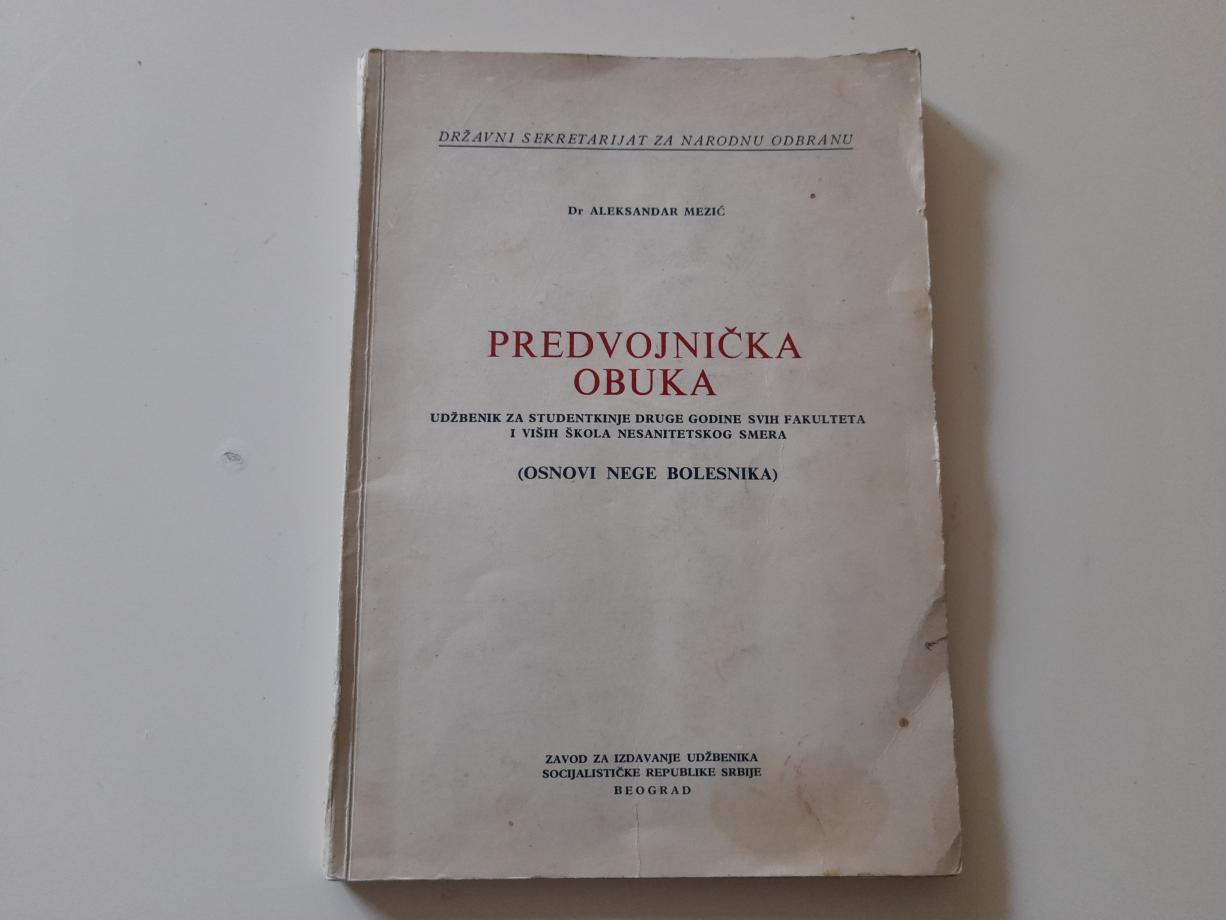 DRŽAVNI SEKRETARIJAT ZA NARODNU ODBRANU
Dr ALEKSANDAR MEZIĆ
PREDVOJNIČKA
OBUKA
UDŽBENIK ZA STUDENTKINJE DRUGE GODINE SVIH FAKULTETA
I VIŠIH ŠKOLA NESANITETSKOG SMERA
(OSNOVI NEGE BOLESNIKA)
ZAVOD ZA IZDAVANJE UDŽBENIKA
SOCIJALISTIČKE REPUBLIKE SRBIJE
BEOGRAD